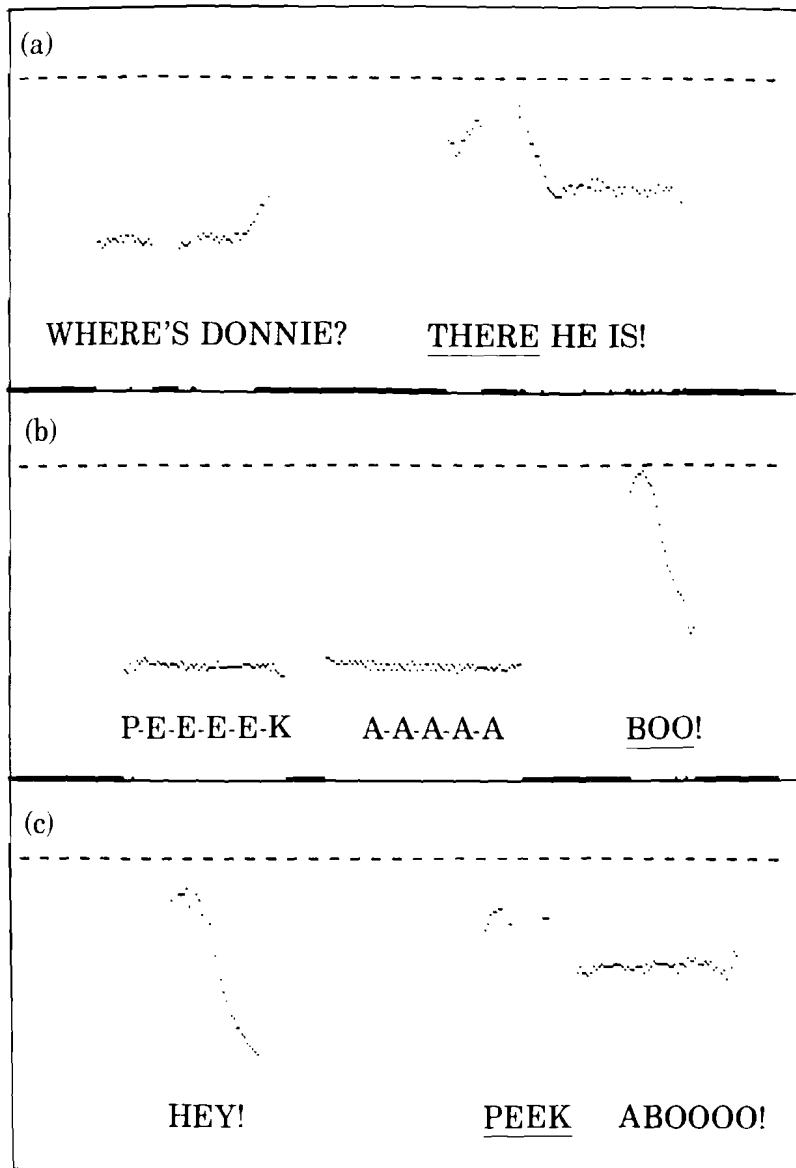 (a)
WHERE'S DONNIE? THERE HE IS!
(b)
P-E-E-E-E-K A-A-A-A-A BOO!
(c)
HEY! PEEK ABOOOO!